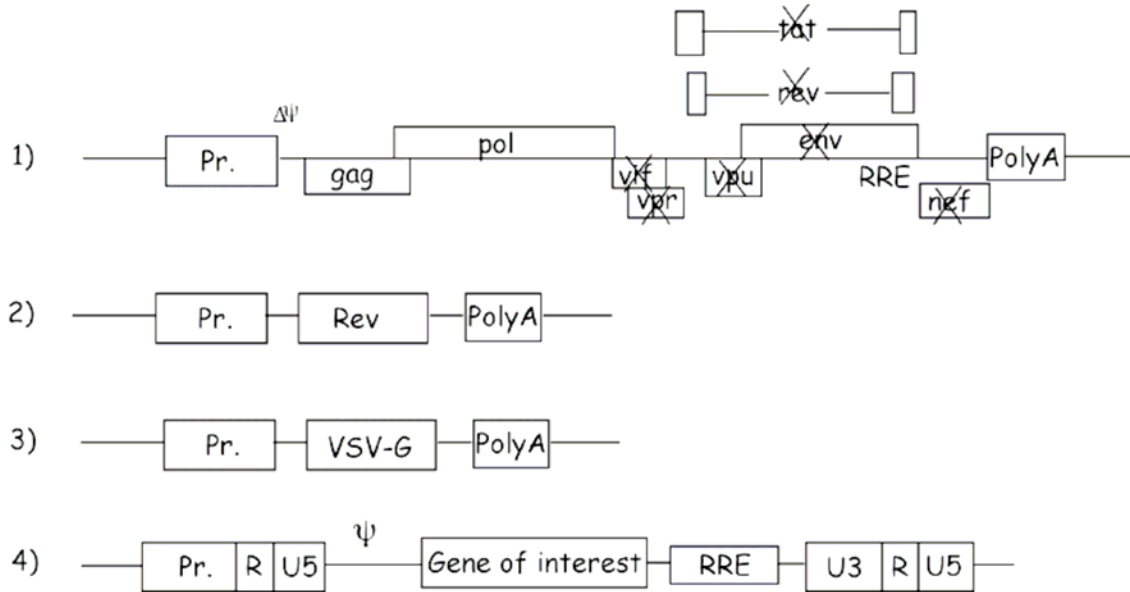 tat
rev
ΔΨ
1) Pr. gag pol vif vpr vpu env RRE nef PolyA
2) Pr. Rev PolyA
3) Pr. VSV-G PolyA
Ψ
4) Pr. R U5 Gene of interest RRE U3 R U5